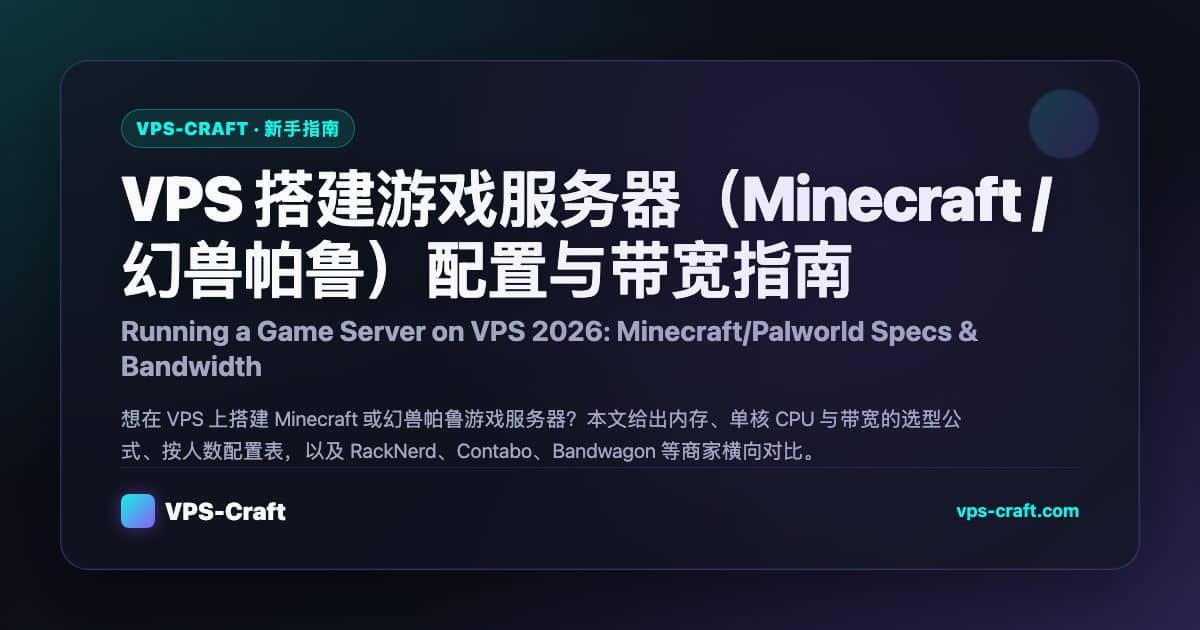 VPS-CRAFT · 新手指南
VPS 搭建游戏服务器（Minecraft /
幻兽帕鲁）配置与带宽指南
Running a Game Server on VPS 2026: Minecraft/Palworld Specs &
Bandwidth
想在 VPS 上搭建 Minecraft 或幻兽帕鲁游戏服务器？本文给出内存、单核 CPU 与带宽的选型公
式、按人数配置表，以及 RackNerd、Contabo、Bandwagon 等商家横向对比。
VPS-Craft
vps-craft.com